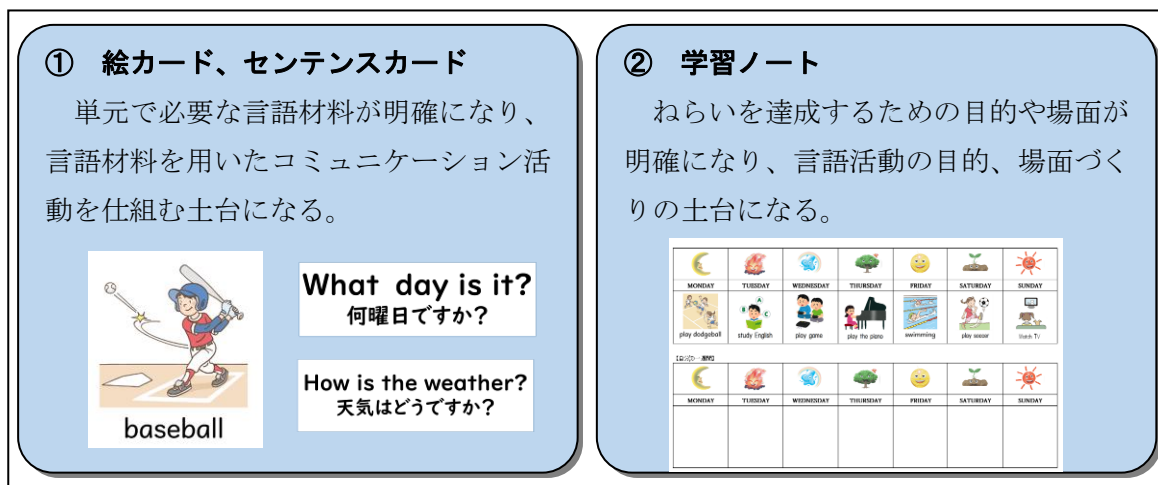 ① 絵カード、センテンスカード
単元で必要な言語材料が明確になり、
言語材料を用いたコミュニケーション活
動を仕組む土台になる。
baseball
What day is it?
何曜日ですか?
How is the weather?
天気はどうですか?
② 学習ノート
ねらいを達成するための目的や場面が
明確になり、言語活動の目的、場面づく
りの土台になる。
MONDAY TUESDAY WEDNESDAY THURSDAY FRIDAY SATURDAY SUNDAY
play dodgeball study English play game play the piano swimming play soccer Watch TV
MONDAY TUESDAY WEDNESDAY THURSDAY FRIDAY SATURDAY SUNDAY